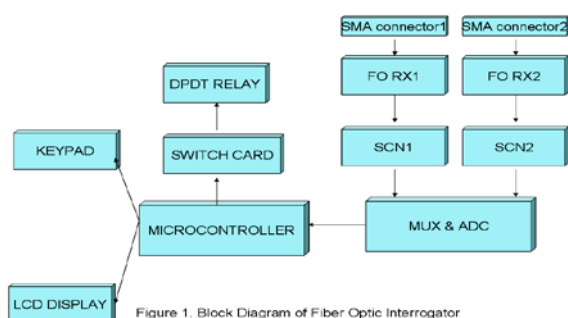 SMA connector1
SMA connector2
FO RX1
FO RX2
DPDT RELAY
KEYPAD
SWITCH CARD
SCN1
SCN2
MICROCONTROLLER
MUX & ADC
LCD DISPLAY
Figure 1. Block Diagram of Fiber Optic Interrogator